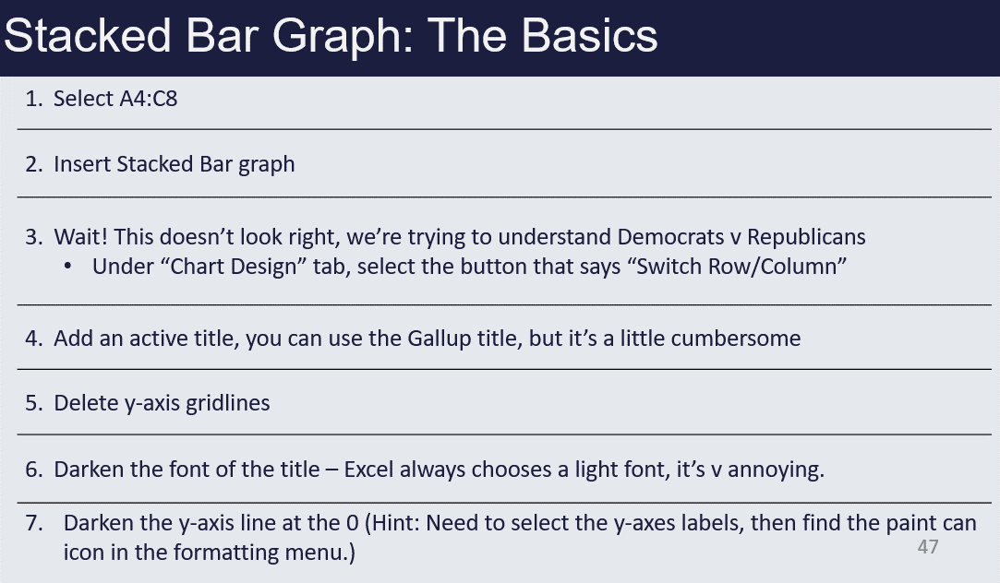 Stacked Bar Graph: The Basics
1. Select A4:C8
2. Insert Stacked Bar graph
3. Wait! This doesn’t look right, we’re trying to understand Democrats v Republicans
• Under “Chart Design” tab, select the button that says “Switch Row/Column”
4. Add an active title, you can use the Gallup title, but it’s a little cumbersome
5. Delete y-axis gridlines
6. Darken the font of the title – Excel always chooses a light font, it’s v annoying.
7. Darken the y-axis line at the 0 (Hint: Need to select the y-axes labels, then find the paint can
icon in the formatting menu.)
47